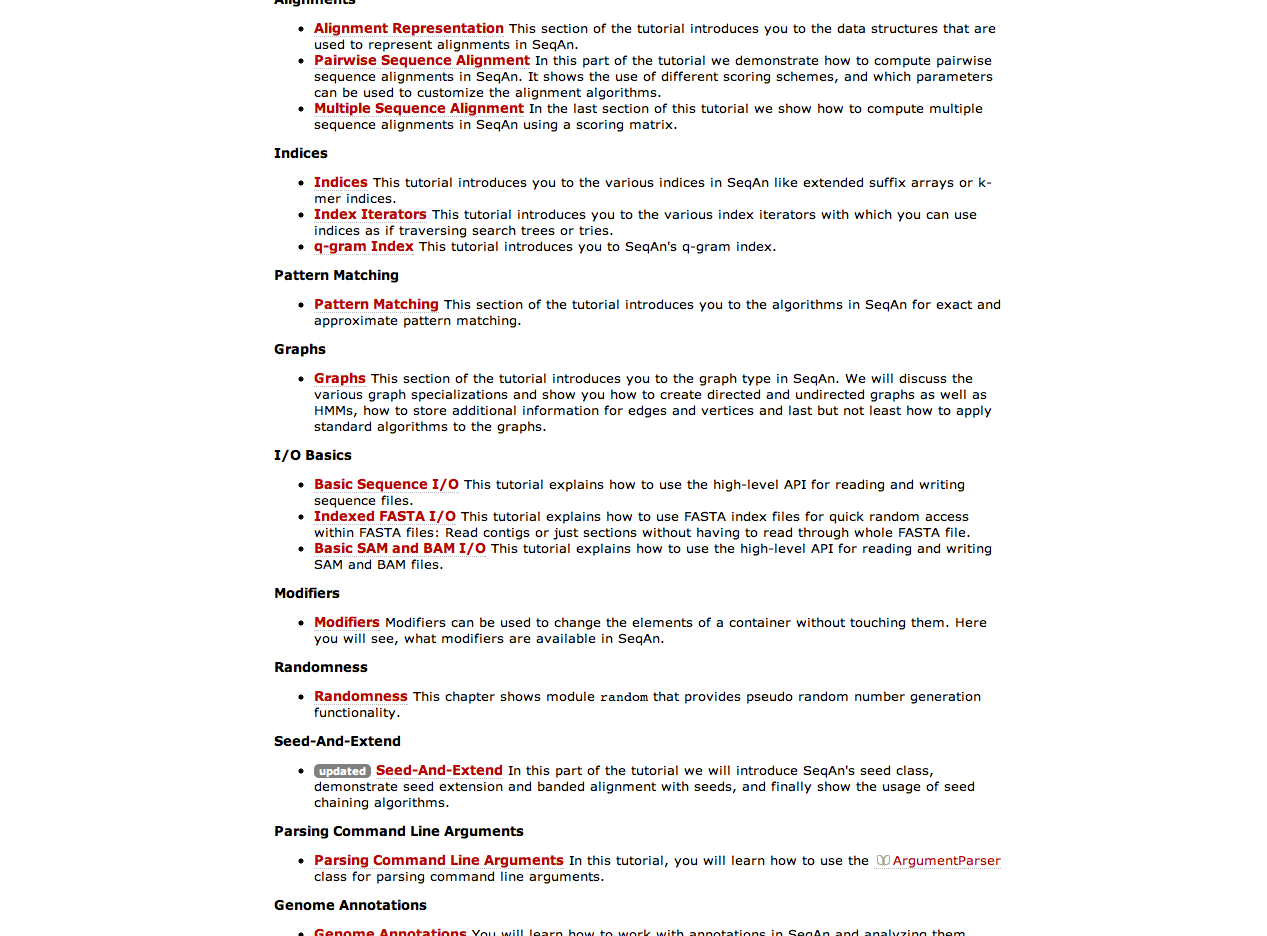 Alignments
Alignment Representation This section of the tutorial introduces you to the data structures that are
used to represent alignments in SeqAn.
Pairwise Sequence Alignment In this part of the tutorial we demonstrate how to compute pairwise
sequence alignments in SeqAn. It shows the use of different scoring schemes, and which parameters
can be used to customize the alignment algorithms.
Multiple Sequence Alignment In the last section of this tutorial we show how to compute multiple
sequence alignments in SeqAn using a scoring matrix.
Indices
Indices This tutorial introduces you to the various indices in SeqAn like extended suffix arrays or k-
mer indices.
Index Iterators This tutorial introduces you to the various index iterators with which you can use
indices as if traversing search trees or tries.
q-gram Index This tutorial introduces you to SeqAn's q-gram index.
Pattern Matching
Pattern Matching This section of the tutorial introduces you to the algorithms in SeqAn for exact and
approximate pattern matching.
Graphs
Graphs This section of the tutorial introduces you to the graph type in SeqAn. We will discuss the
various graph specializations and show you how to create directed and undirected graphs as well as
HMMs, how to store additional information for edges and vertices and last but not least how to apply
standard algorithms to the graphs.
I/O Basics
Basic Sequence I/O This tutorial explains how to use the high-level API for reading and writing
sequence files.
Indexed FASTA I/O This tutorial explains how to use FASTA index files for quick random access
within FASTA files: Read contigs or just sections without having to read through whole FASTA file.
Basic SAM and BAM I/O This tutorial explains how to use the high-level API for reading and writing
SAM and BAM files.
Modifiers
Modifiers Modifiers can be used to change the elements of a container without touching them. Here
you will see, what modifiers are available in SeqAn.
Randomness
Randomness This chapter shows module random that provides pseudo random number generation
functionality.
Seed-And-Extend
updated Seed-And-Extend In this part of the tutorial we will introduce SeqAn's seed class,
demonstrate seed extension and banded alignment with seeds, and finally show the usage of seed
chaining algorithms.
Parsing Command Line Arguments
Parsing Command Line Arguments In this tutorial, you will learn how to use the ArgumentParser
class for parsing command line arguments.
Genome Annotations
Genome Annotations You will learn how to work with annotations in SeqAn and analyzing them